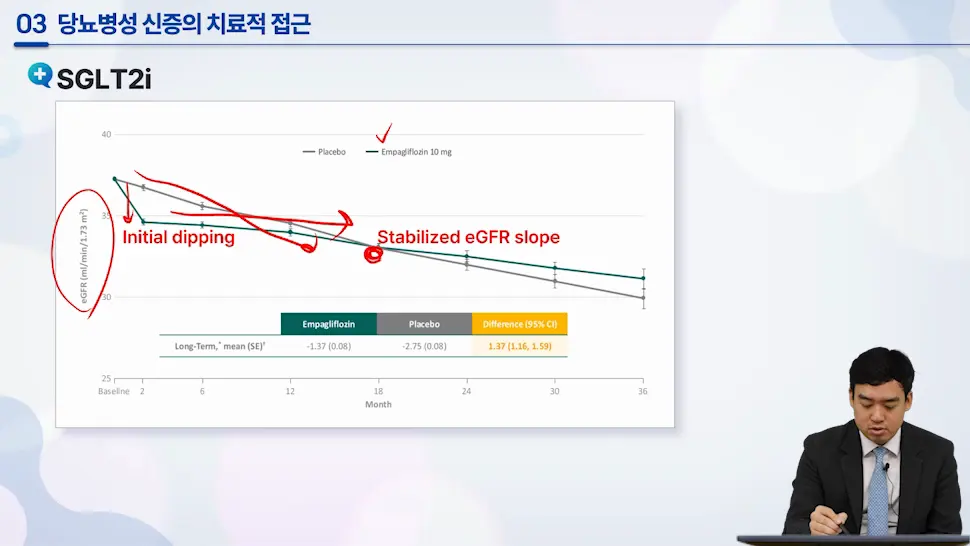 03 당뇨병성 신증의 치료적 접근
SGLT2i
40
Placebo
Empagliflozin 10 mg
35
Initial dipping
Stabilized eGFR slope
eGFR (ml/min/1.73 m²)
30
Empagliflozin Placebo Difference (95% CI)
Long-Term,* mean (SE)† -1.37 (0.08) -2.75 (0.08) 1.37 (1.16, 1.59)
25
Baseline 2 6 12 18 24 30 36
Month